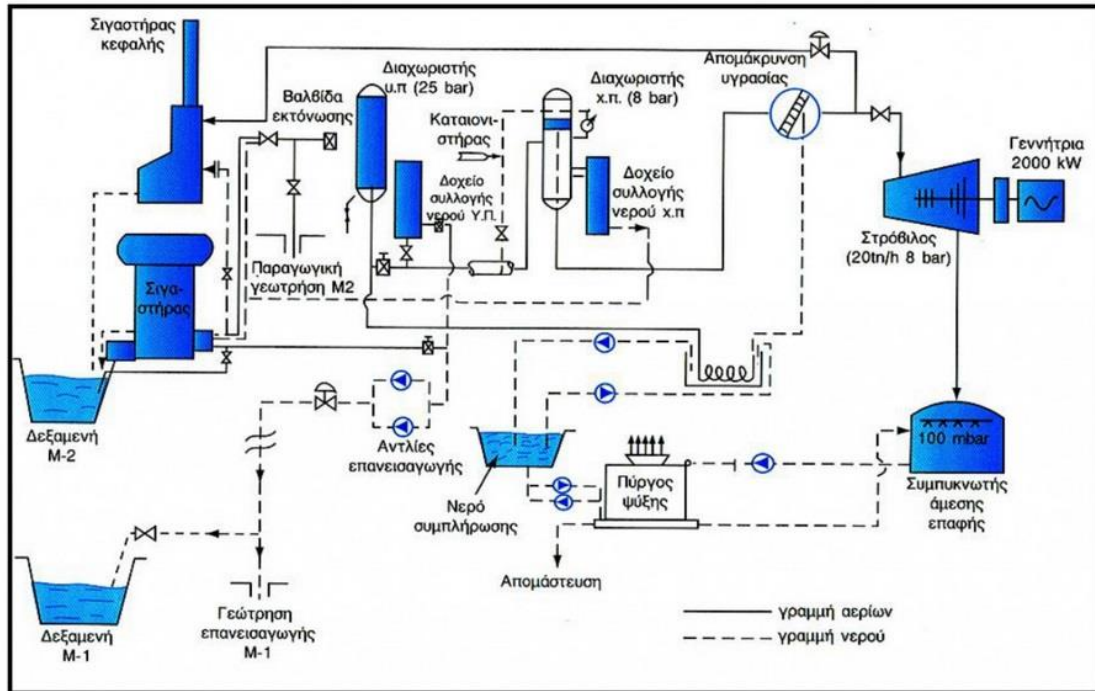 Σιγαστήρας
κεφαλής
Βαλβίδα
εκτόνωσης
Διαχωριστής
υ.π (25 bar)
Καταιονι-
στήρας
Διαχωριστής
χ.π. (8 bar)
Απομάκρυνση
υγρασίας
Γεννήτρια
2000 kW
Δοχείο
συλλογής
νερού Υ.Π.
Δοχείο
συλλογής
νερού χ.π
Στρόβιλος
(20tn/h 8 bar)
Παραγωγική
γεωτρήση M2
Σιγα-
στήρας
Δεξαμενή
M-2
Αντλίες
επανεισαγωγής
Νερό
συμπλήρωσης
Πύργος
ψύξης
100 mbar
Συμπυκνωτής
άμεσης
επαφής
Απομάστευση
Δεξαμενή
M-1
Γεώτρηση
επανεισαγωγής
M-1
γραμμή αερίων
γραμμή νερού